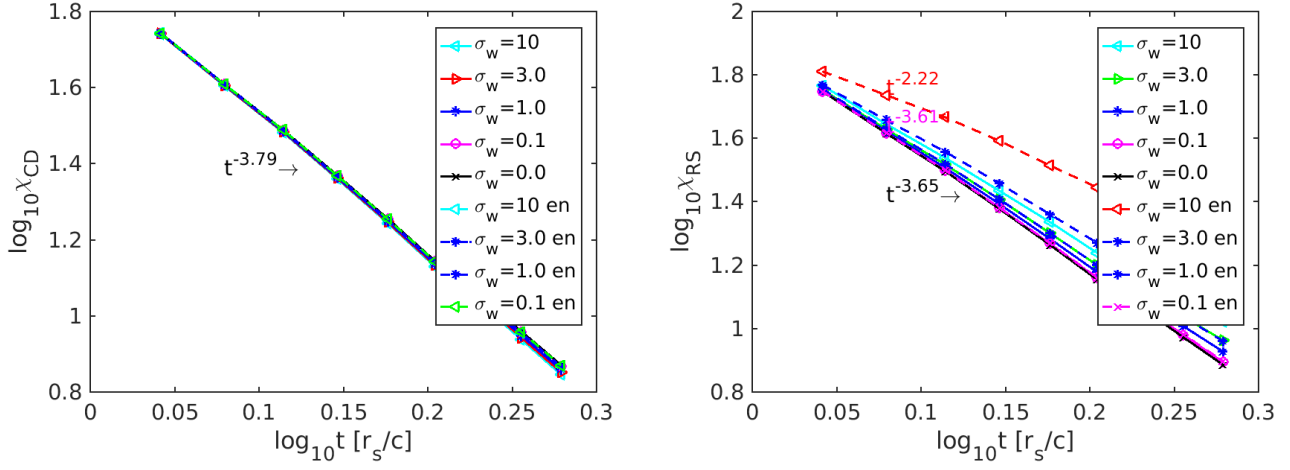 1.8
1.6
1.4
1.2
1
0.8
log10χCD
0
0.05
0.1
0.15
0.2
0.25
0.3
log10t [rs/c]
t-3.79→
σw=10
σw=3.0
σw=1.0
σw=0.1
σw=0.0
σw=10 en
σw=3.0 en
σw=1.0 en
σw=0.1 en
2
1.8
1.6
1.4
1.2
1
0.8
log10χRS
0
0.05
0.1
0.15
0.2
0.25
0.3
log10t [rs/c]
t-2.22
t-3.61
t-3.65→
σw=10
σw=3.0
σw=1.0
σw=0.1
σw=0.0
σw=10 en
σw=3.0 en
σw=1.0 en
σw=0.1 en